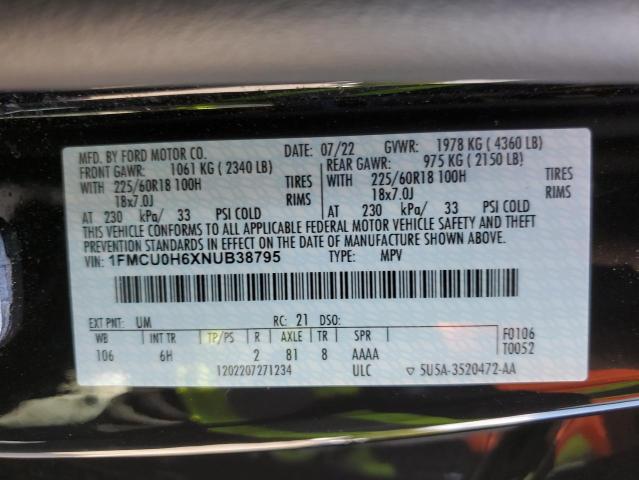 MFD. BY FORD MOTOR CO. DATE: 07/22 GVWR: 1978 KG ( 4360 LB)
FRONT GAWR: 1061 KG ( 2340 LB) REAR GAWR: 975 KG ( 2150 LB)
WITH 225/60R18 100H TIRES WITH 225/60R18 100H TIRES
18x7.0J RIMS 18x7.0J RIMS
AT 230 kPa/ 33 PSI COLD AT 230 kPa/ 33 PSI COLD
THIS VEHICLE CONFORMS TO ALL APPLICABLE FEDERAL MOTOR VEHICLE SAFETY AND THEFT
PREVENTION STANDARDS IN EFFECT ON THE DATE OF MANUFACTURE SHOWN ABOVE.
VIN: 1FMCU0H6XNUB38795 TYPE: MPV
EXT PNT: UM RC: 21 DSO:
WB INT TR TP/PS R AXLE TR SPR F0106
106 6H 2 81 8 AAAA T0052
1202207271234 ULC ▽ 5U5A-3520472-AA